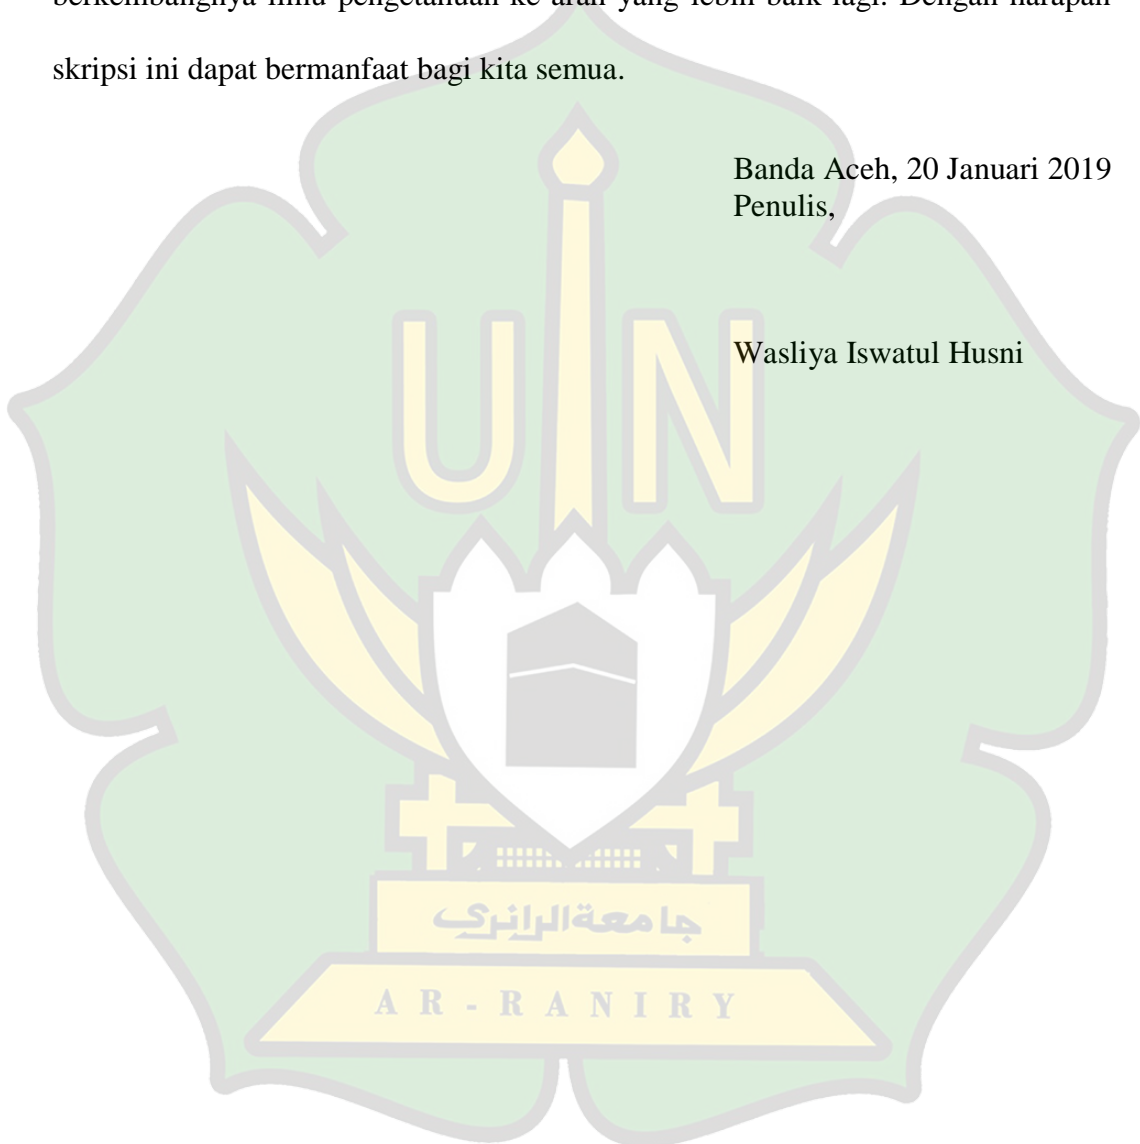 berkembangnya ilmu pengetahuan ke arah yang lebih baik lagi. Dengan harapan
skripsi ini dapat bermanfaat bagi kita semua.
Banda Aceh, 20 Januari 2019
Penulis,
Wasliya Iswatul Husni
UIN
جامعةالرانري
AR-RANIRY